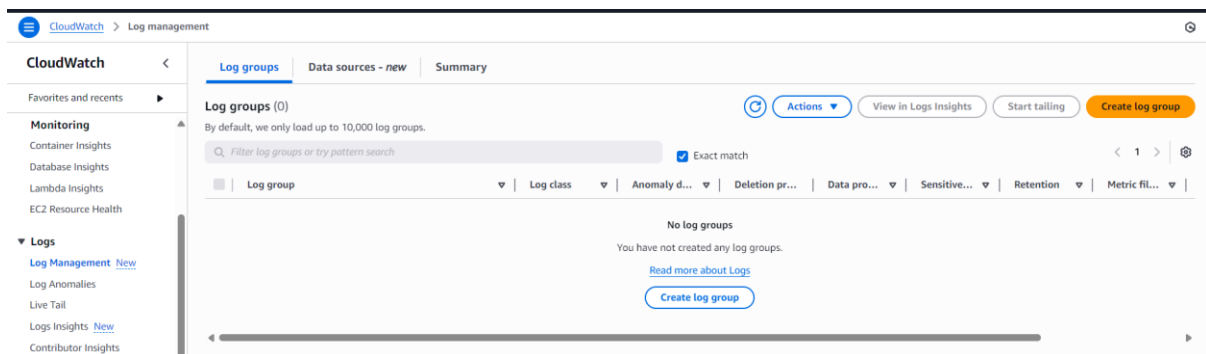 CloudWatch > Log management
CloudWatch
Favorites and recents
Monitoring
Container Insights
Database Insights
Lambda Insights
EC2 Resource Health
Logs
Log Management New
Log Anomalies
Live Tail
Logs Insights New
Contributor Insights
Log groups Data sources - new Summary
Log groups (0) Actions View in Logs Insights Start tailing Create log group
By default, we only load up to 10,000 log groups.
Filter log groups or try pattern search Exact match 1
Log group Log class Anomaly d... Deletion pr... Data pro... Sensitive... Retention Metric fil...
No log groups
You have not created any log groups.
Read more about Logs
Create log group